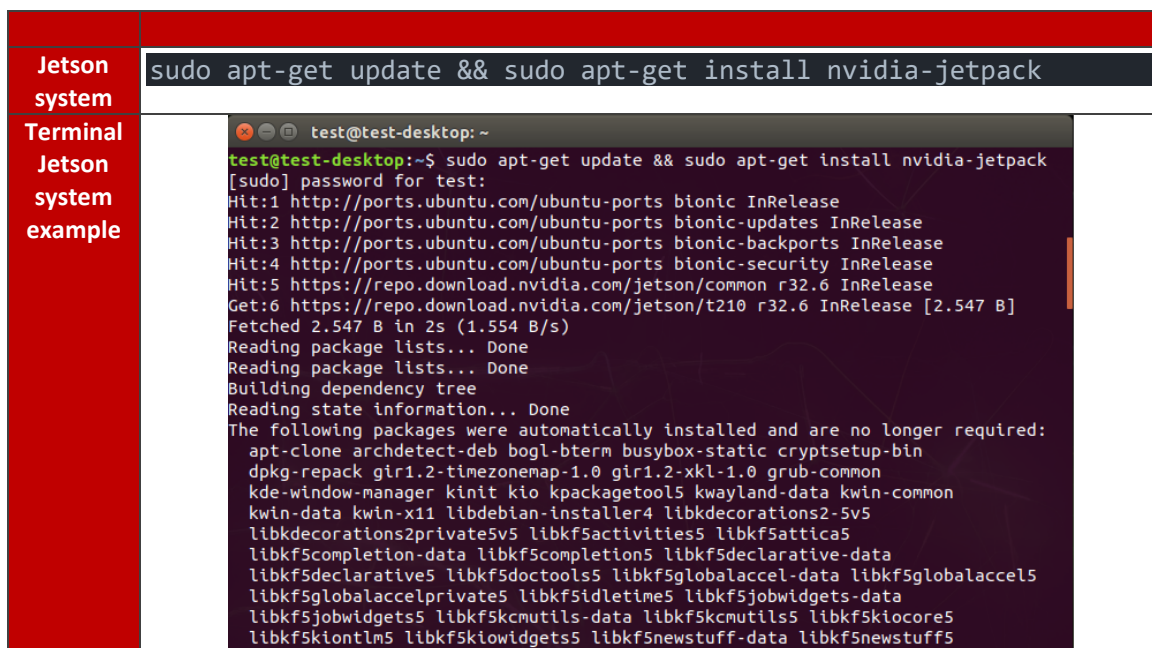 Jetson
system
sudo apt-get update && sudo apt-get install nvidia-jetpack
Terminal
Jetson
system
example
test@test-desktop: ~
test@test-desktop:~$ sudo apt-get update && sudo apt-get install nvidia-jetpack
[sudo] password for test:
Hit:1 http://ports.ubuntu.com/ubuntu-ports bionic InRelease
Hit:2 http://ports.ubuntu.com/ubuntu-ports bionic-updates InRelease
Hit:3 http://ports.ubuntu.com/ubuntu-ports bionic-backports InRelease
Hit:4 http://ports.ubuntu.com/ubuntu-ports bionic-security InRelease
Hit:5 https://repo.download.nvidia.com/jetson/common r32.6 InRelease
Get:6 https://repo.download.nvidia.com/jetson/t210 r32.6 InRelease [2.547 B]
Fetched 2.547 B in 2s (1.554 B/s)
Reading package lists... Done
Reading package lists... Done
Building dependency tree
Reading state information... Done
The following packages were automatically installed and are no longer required:
apt-clone archdetect-deb bogl-bterm busybox-static cryptsetup-bin
dpkg-repack gir1.2-timezonemap-1.0 gir1.2-xkl-1.0 grub-common
kde-window-manager kinit kio kpackagetool5 kwayland-data kwin-common
kwin-data kwin-x11 libdebian-installer4 libkdecorations2-5v5
libkdecorations2private5v5 libkf5activities5 libkf5attica5
libkf5completion-data libkf5completion5 libkf5declarative-data
libkf5declarative5 libkf5doctools5 libkf5globalaccel-data libkf5globalaccel5
libkf5globalaccelprivate5 libkf5idletime5 libkf5jobwidgets-data
libkf5jobwidgets5 libkf5kcmutils-data libkf5kcmutils5 libkf5kiocore5
libkf5kiontlm5 libkf5kiowidgets5 libkf5newstuff-data libkf5newstuff5